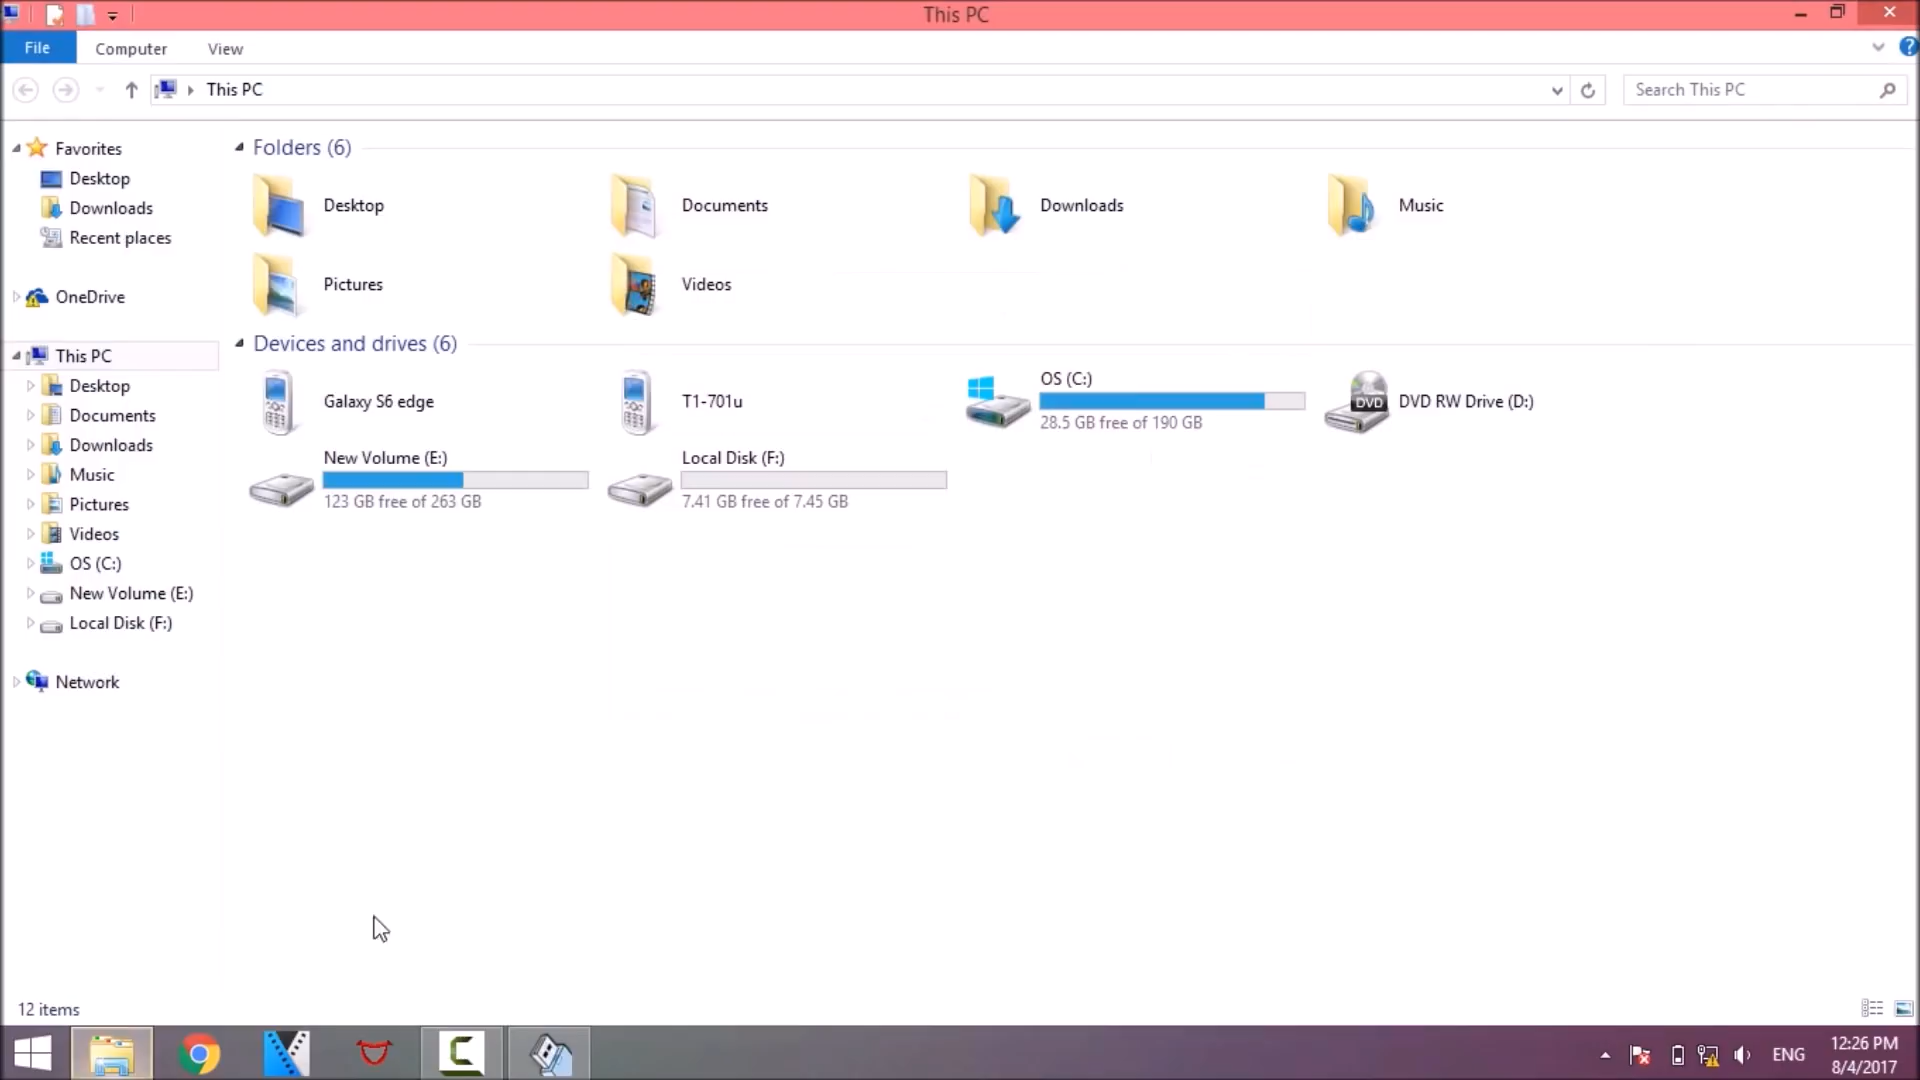 This PC
File Computer View
This PC Search This PC
Favorites
Desktop
Downloads
Recent places
OneDrive
This PC
Desktop
Documents
Downloads
Music
Pictures
Videos
OS (C:)
New Volume (E:)
Local Disk (F:)
Network
Folders (6)
Desktop Documents Downloads Music
Pictures Videos
Devices and drives (6)
Galaxy S6 edge
T1-701u
OS (C:)
28.5 GB free of 190 GB
DVD
DVD RW Drive (D:)
New Volume (E:)
123 GB free of 263 GB
Local Disk (F:)
7.41 GB free of 7.45 GB
12 items
ENG
12:26 PM
8/4/2017